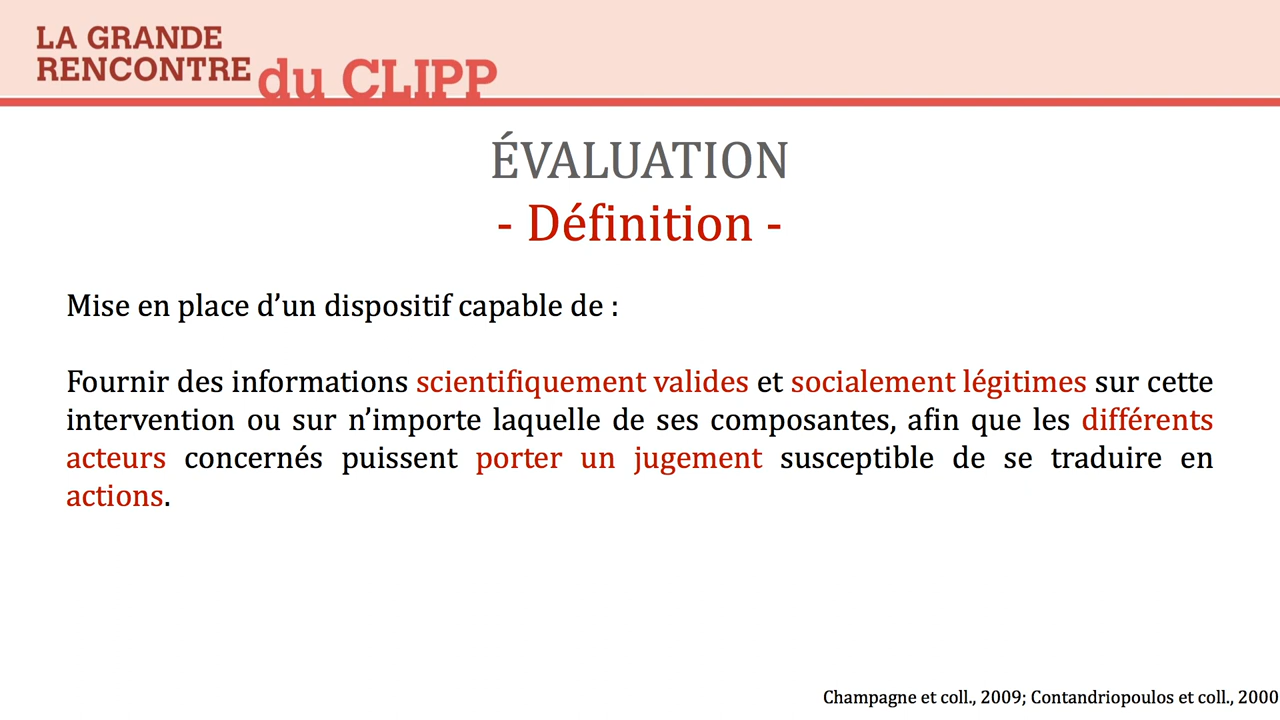 LA GRANDE
RENCONTRE du CLIPP
ÉVALUATION
- Définition -
Mise en place d’un dispositif capable de :
Fournir des informations scientifiquement valides et socialement légitimes sur cette
intervention ou sur n’importe laquelle de ses composantes, afin que les différents
acteurs concernés puissent porter un jugement susceptible de se traduire en
actions.
Champagne et coll., 2009; Contandriopoulos et coll., 2000